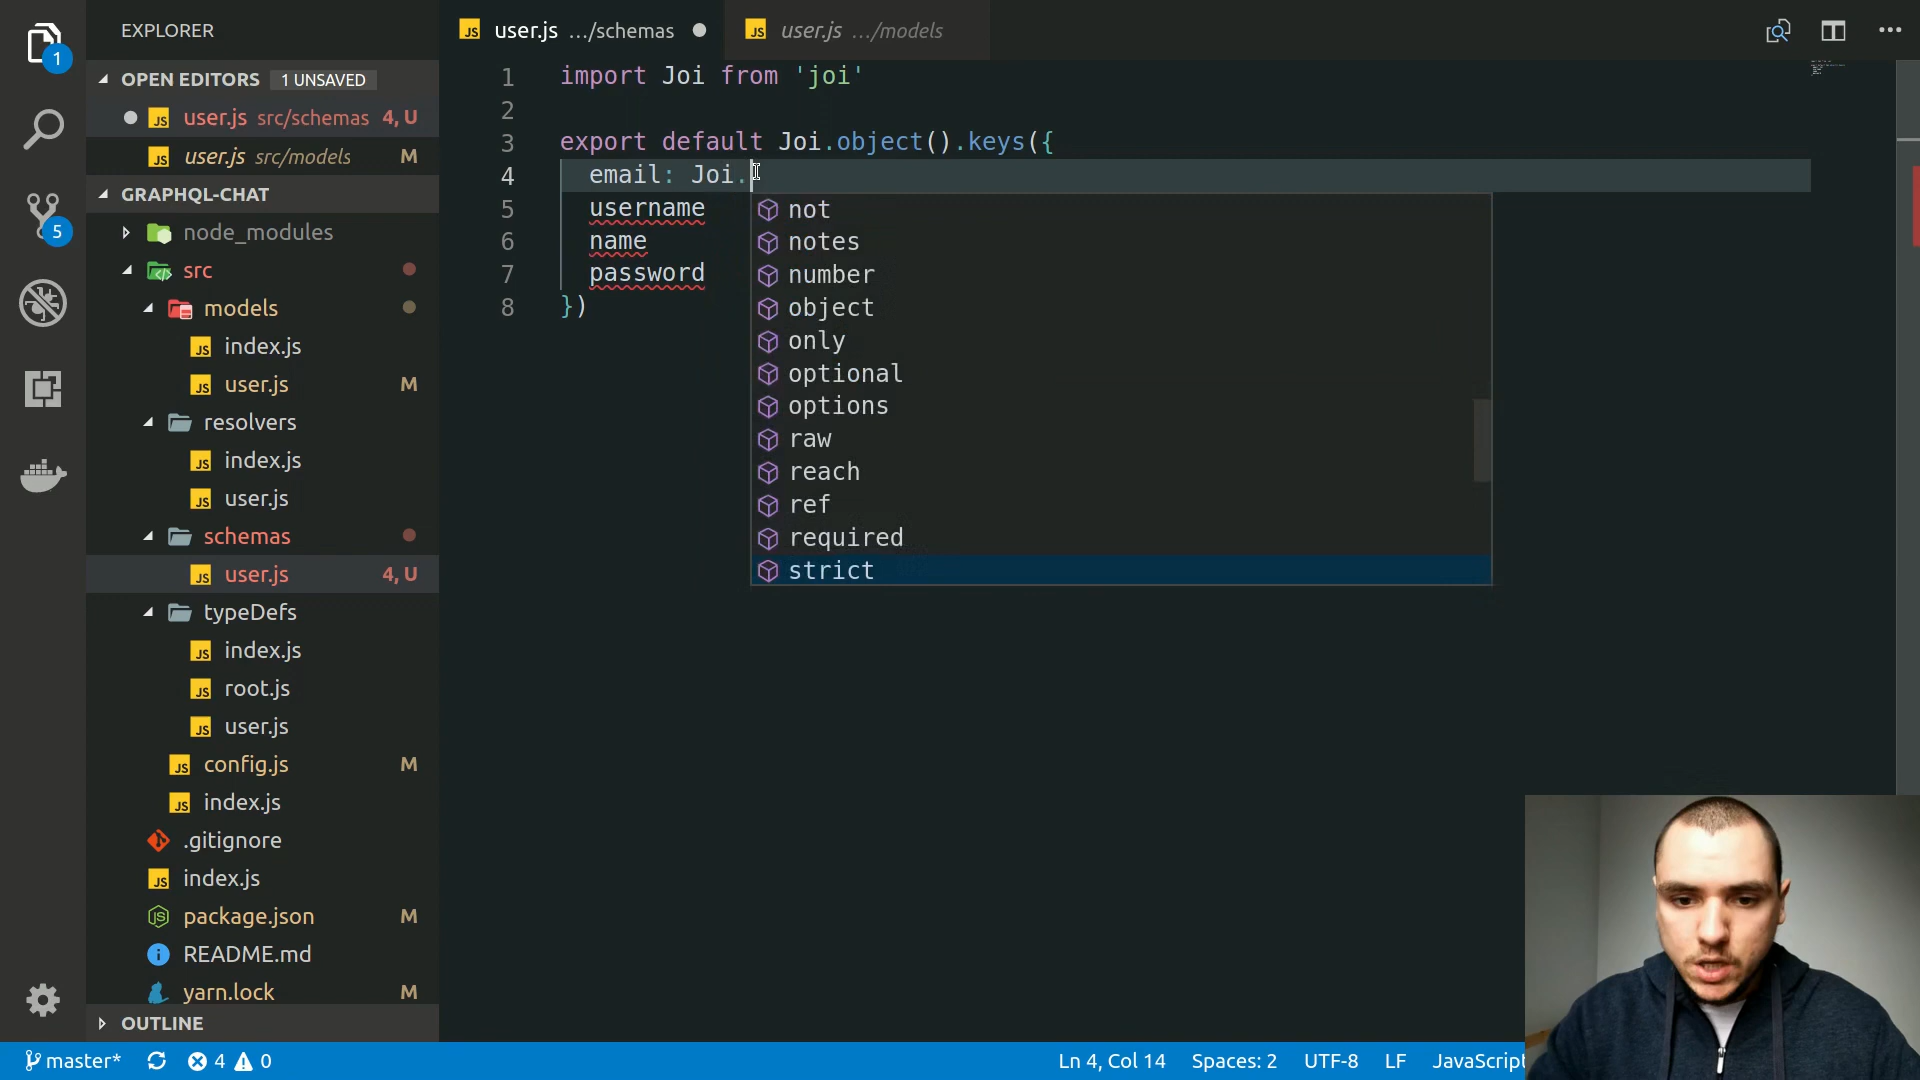 EXPLORER
OPEN EDITORS 1 UNSAVED
user.js src/schemas 4, U
user.js src/models M
GRAPHQL-CHAT
node_modules
src
models
index.js
user.js M
resolvers
index.js
user.js
schemas
user.js 4, U
typeDefs
index.js
root.js
user.js
config.js M
index.js
.gitignore
index.js
package.json M
README.md
yarn.lock M
OUTLINE
1
5
user.js …/schemas
user.js …/models
1 import Joi from 'joi'
2
3 export default Joi.object().keys({
4 email: Joi.
5 username
6 name
7 password
8 })
not
notes
number
object
only
optional
options
raw
reach
ref
required
strict
master* 4 0
Ln 4, Col 14 Spaces: 2 UTF-8 LF JavaScript